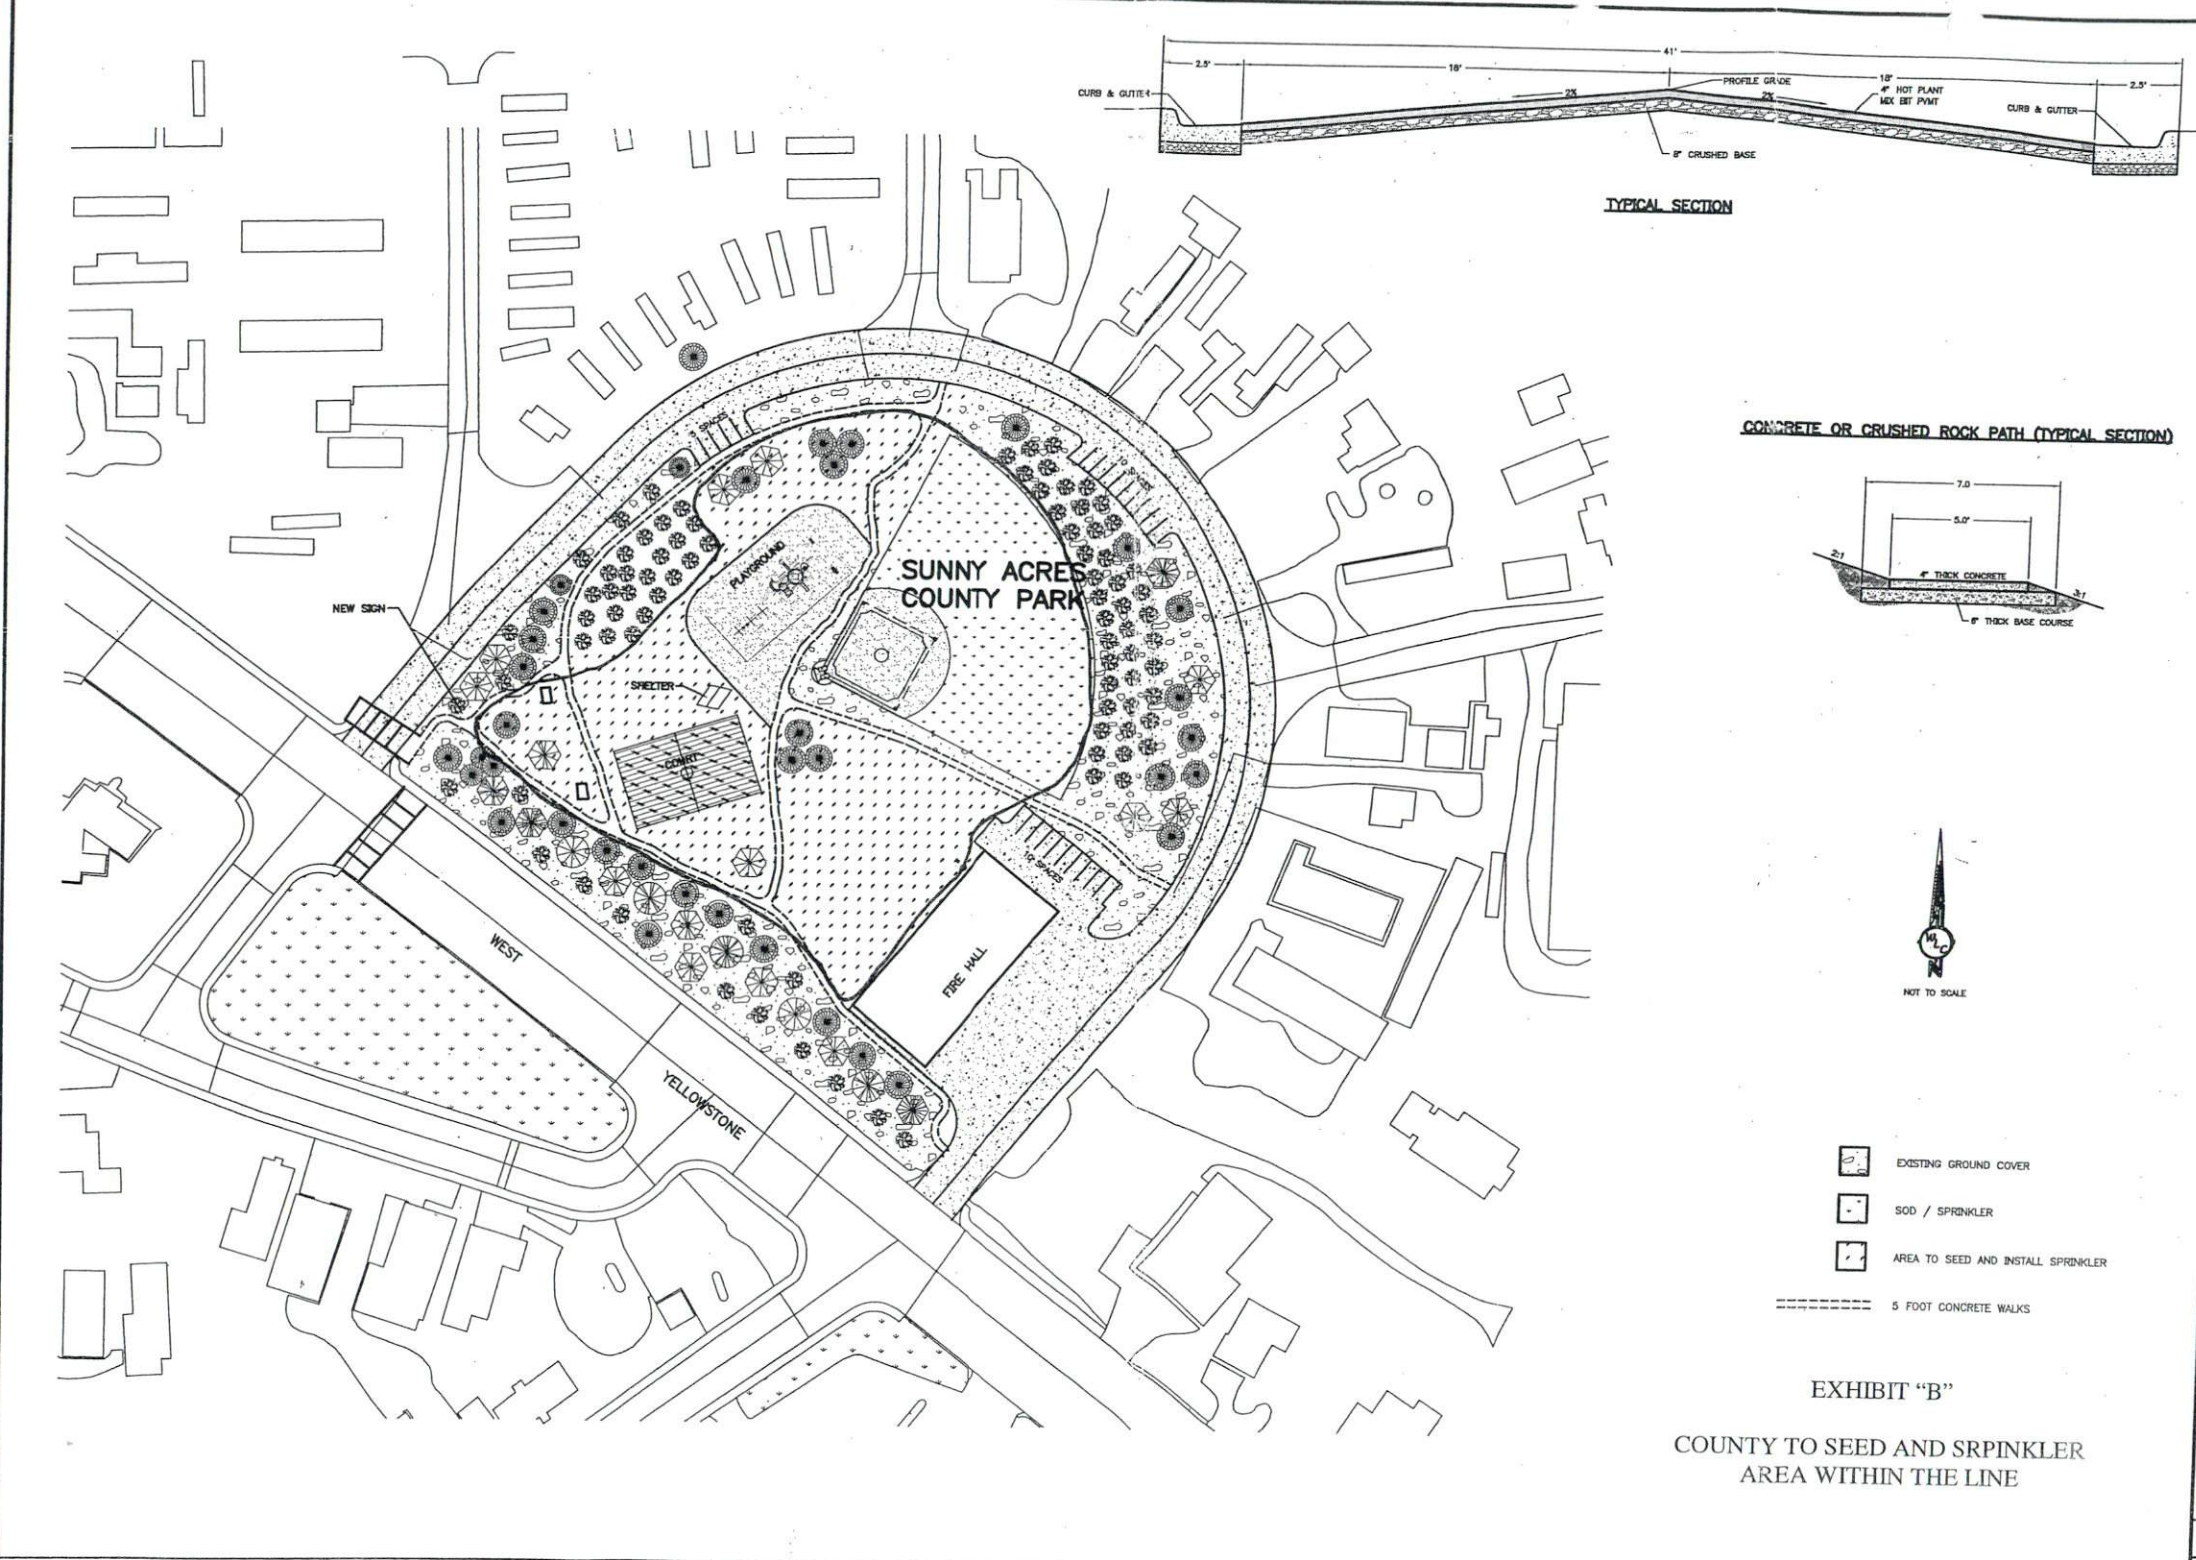 41'
2.5'
18'
18'
2.5'
CURB & GUTTER
PROFILE GRADE
2%
2%
4" HOT PLANT
MIX BIT PVMT
CURB & GUTTER
8" CRUSHED BASE
TYPICAL SECTION
CONCRETE OR CRUSHED ROCK PATH (TYPICAL SECTION)
7.0
5.0'
2:1
4" THICK CONCRETE
3:1
6" THICK BASE COURSE
SPACES
10 SPACES
PLAYGROUND
SUNNY ACRES
COUNTY PARK
NEW SIGN
SHELTER
COURT
10 SPACES
FIRE HALL
WEST
YELLOWSTONE
WLC
N
NOT TO SCALE
EXISTING GROUND COVER
SOD / SPRINKLER
AREA TO SEED AND INSTALL SPRINKLER
5 FOOT CONCRETE WALKS
EXHIBIT “B”
COUNTY TO SEED AND SRPINKLER
AREA WITHIN THE LINE